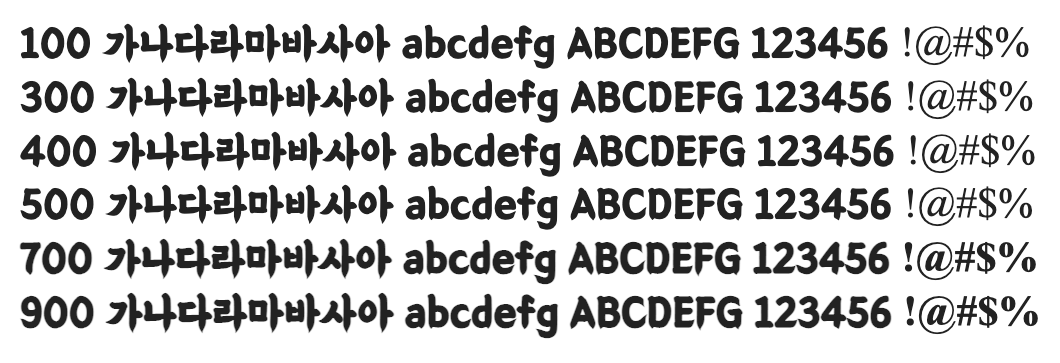 100 가나다라마바사아 abcdefg ABCDEFG 123456 !@#$%
300 가나다라마바사아 abcdefg ABCDEFG 123456 !@#$%
400 가나다라마바사아 abcdefg ABCDEFG 123456 !@#$%
500 가나다라마바사아 abcdefg ABCDEFG 123456 !@#$%
700 가나다라마바사아 abcdefg ABCDEFG 123456 !@#$%
900 가나다라마바사아 abcdefg ABCDEFG 123456 !@#$%